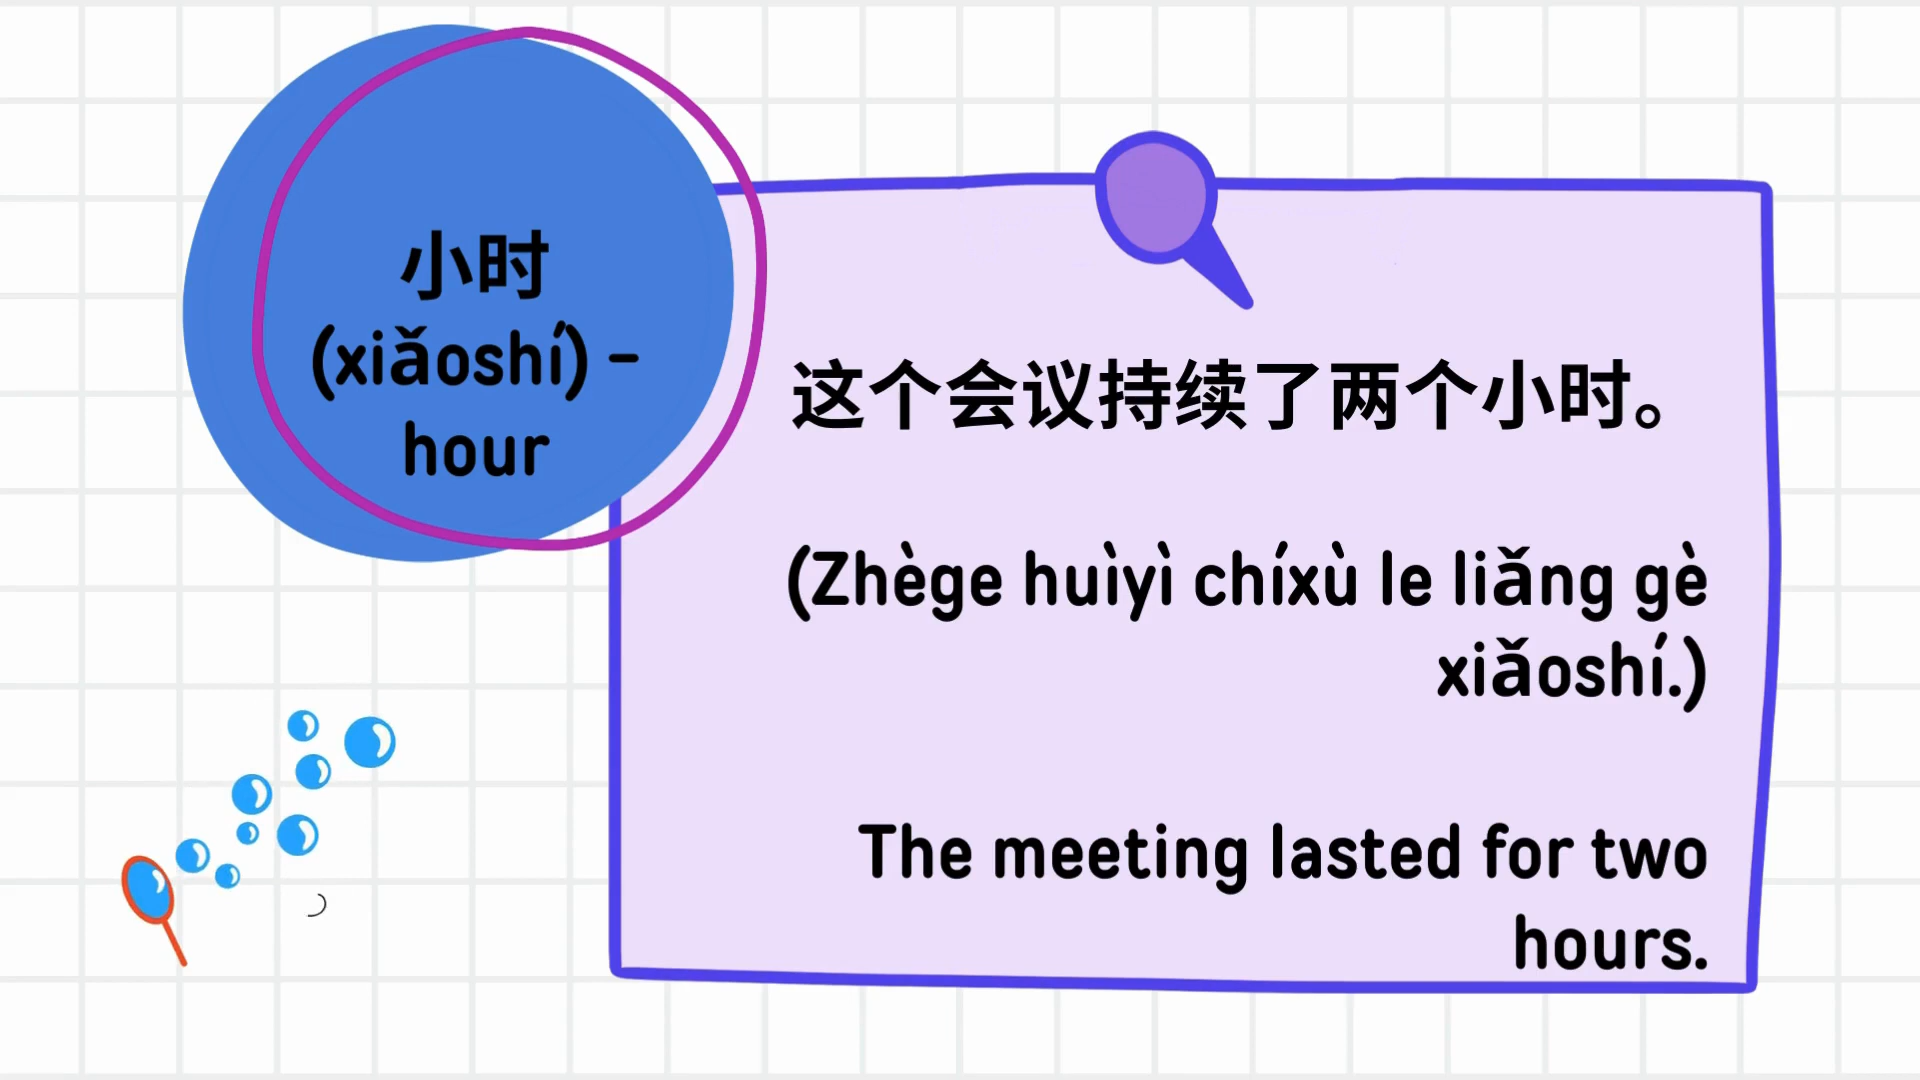 小时
(xiǎoshí) -
hour
这个会议持续了两个小时。
(Zhège huìyì chíxù le liǎng gè
xiǎoshí.)
The meeting lasted for two
hours.